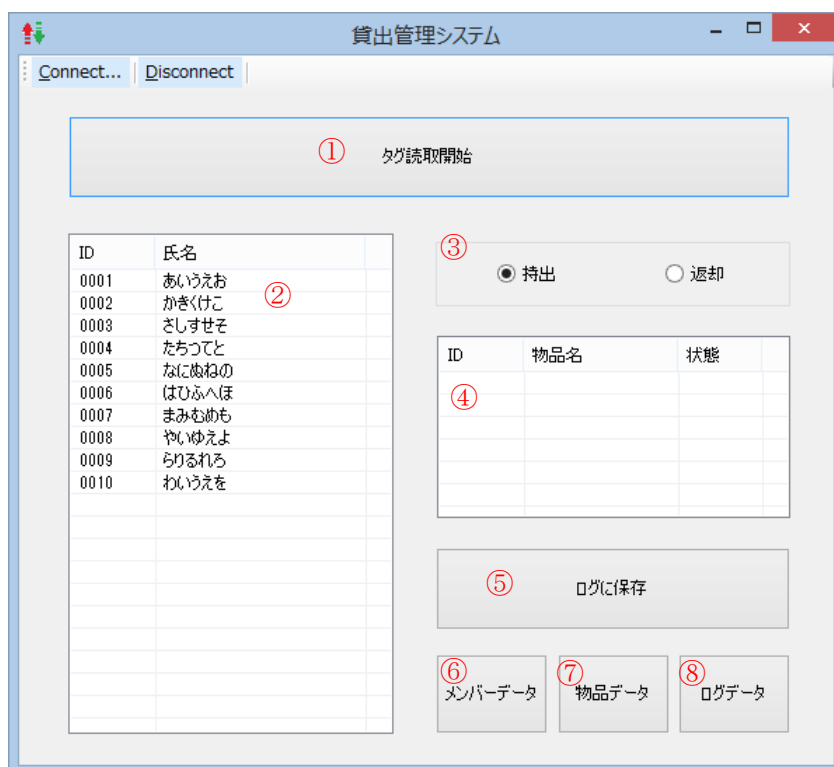 貸出管理システム
Connect... Disconnect
① タグ読取開始
ID 氏名
0001 あいうえお
0002 かきくけこ
0003 さしすせそ
0004 たちつてと
0005 なにぬねの
0006 はひふへほ
0007 まみむめも
0008 やいゆえよ
0009 らりるれろ
0010 わいうえを
②
③
持出 返却
ID 物品名 状態
④
⑤ ログに保存
⑥ メンバーデータ
⑦ 物品データ
⑧ ログデータ